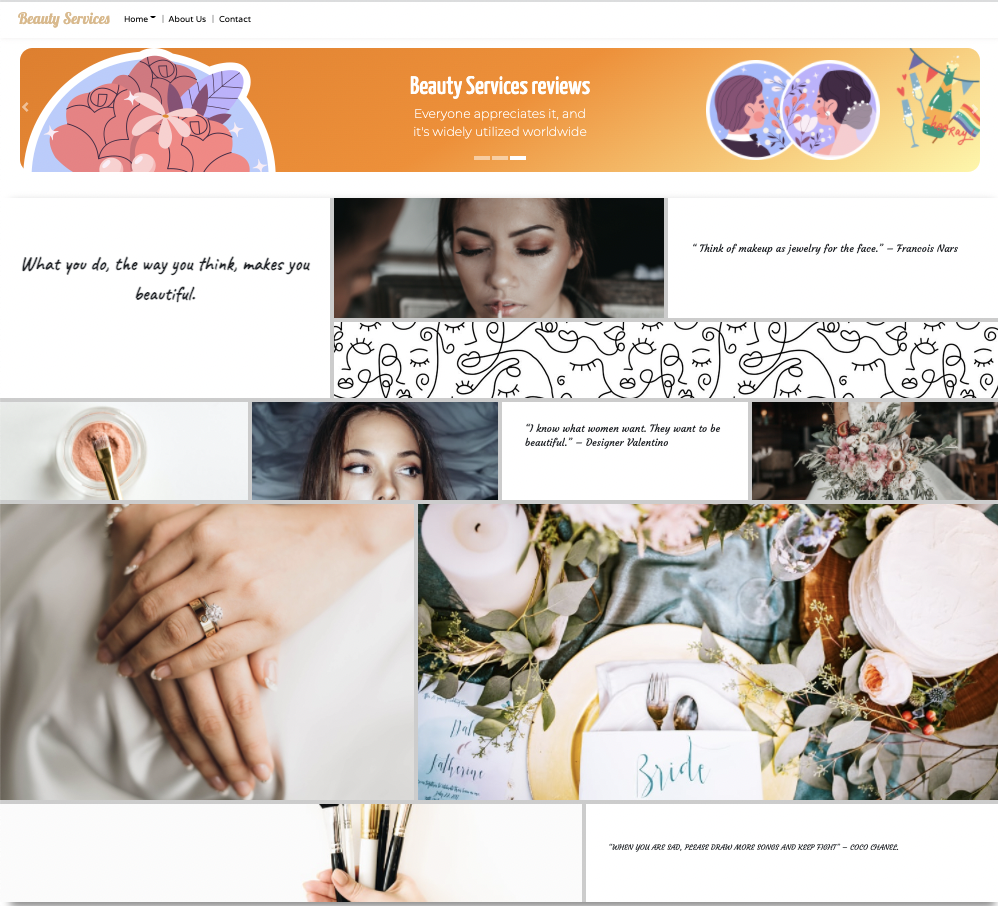 Beauty Services
Home | About Us | Contact
Beauty Services reviews
Everyone appreciates it, and
it's widely utilized worldwide
hooray!
What you do, the way you think, makes you
beautiful.
“ Think of makeup as jewelry for the face.” – Francois Nars
“I know what women want. They want to be
beautiful.” – Designer Valentino
Katherine
Bride
“WHEN YOU ARE SAD, PLEASE DRAW MORE SONGS AND KEEP FIGHT” – COCO CHANEL.